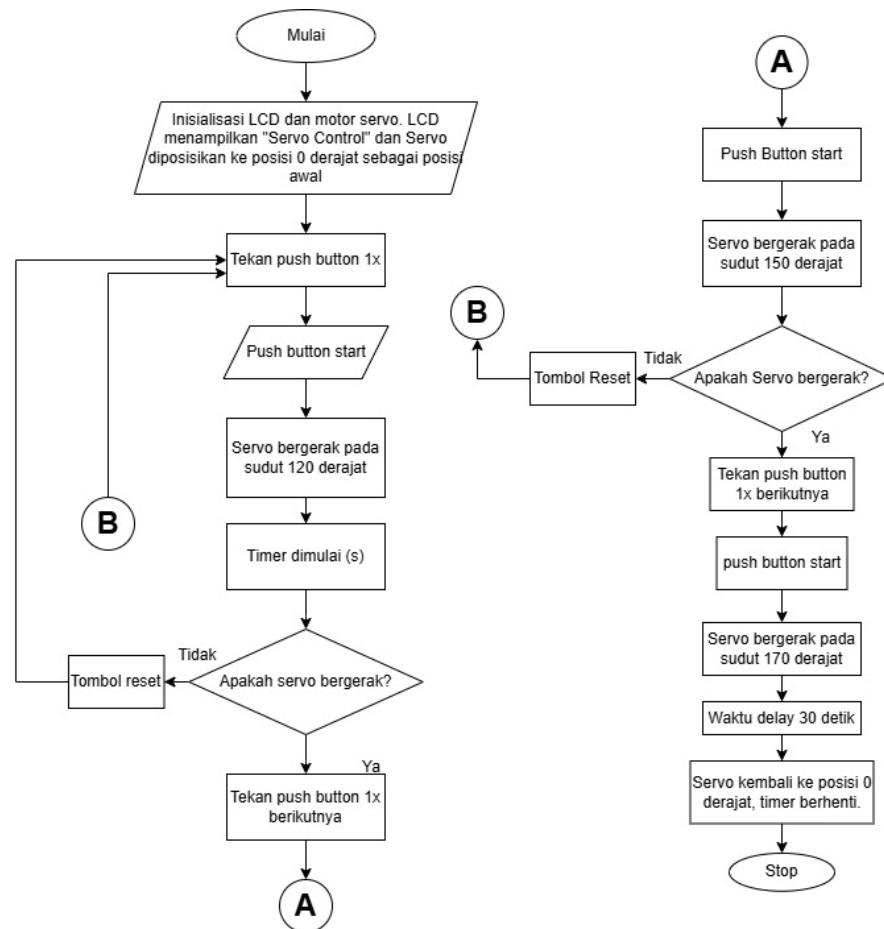 Mulai
Inisialisasi LCD dan motor servo. LCD
menampilkan "Servo Control" dan Servo
diposisikan ke posisi 0 derajat sebagai posisi
awal
Tekan push button 1x
Push button start
Servo bergerak pada
sudut 120 derajat
B
Timer dimulai (s)
Tidak
Tombol reset
Apakah servo bergerak?
Ya
Tekan push button 1x
berikutnya
A
A
Push Button start
Servo bergerak pada
sudut 150 derajat
B
Tidak
Tombol Reset
Apakah Servo bergerak?
Ya
Tekan push button
1x berikutnya
push button start
Servo bergerak pada
sudut 170 derajat
Waktu delay 30 detik
Servo kembali ke posisi 0
derajat, timer berhenti.
Stop